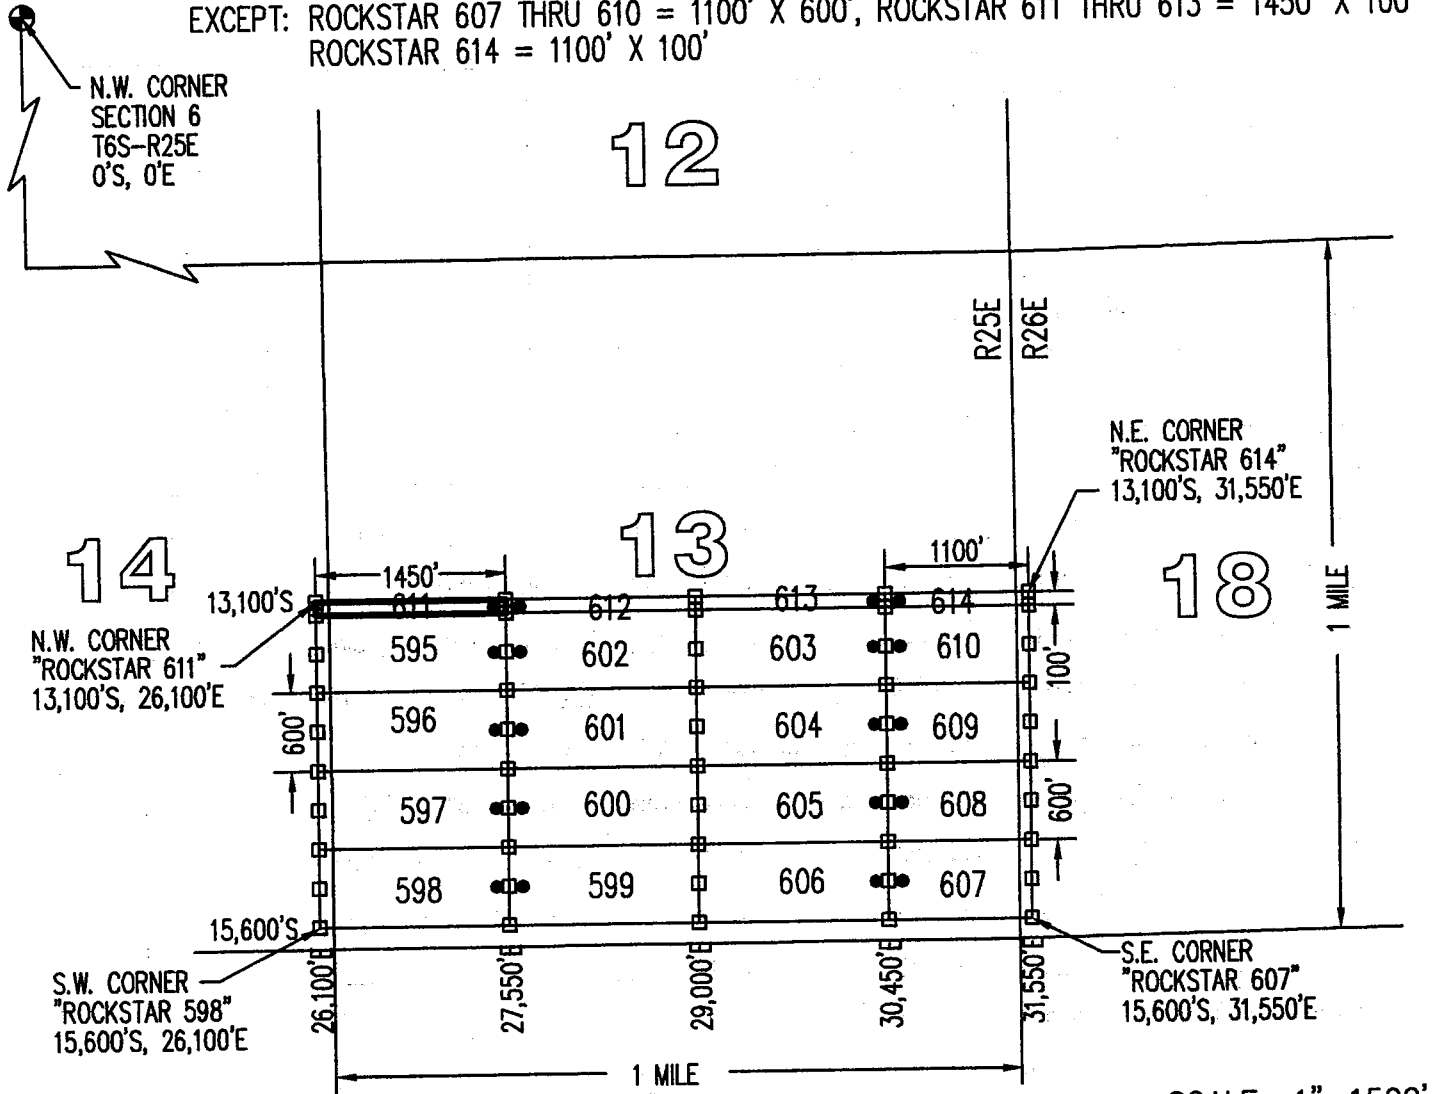 EXCEPT: ROCKSTAR 607 THRU 610 = 1100' X 600', ROCKSTAR 611 THRU 613 = 1450' X 100'
ROCKSTAR 614 = 1100' X 100'
N.W. CORNER
SECTION 6
T6S-R25E
0'S, 0'E
12
R25E
R26E
N.E. CORNER
"ROCKSTAR 614"
13,100'S, 31,550'E
14
13
18
1 MILE
1450'
1100'
13,100'S
611
612
613
614
N.W. CORNER
"ROCKSTAR 611"
13,100'S, 26,100'E
595
602
603
610
100'
600'
596
601
604
609
597
600
605
608
600'
598
599
606
607
15,600'S
S.W. CORNER
"ROCKSTAR 598"
15,600'S, 26,100'E
26,100'E
27,550'E
29,000'E
30,450'E
31,550'E
S.E. CORNER
"ROCKSTAR 607"
15,600'S, 31,550'E
1 MILE